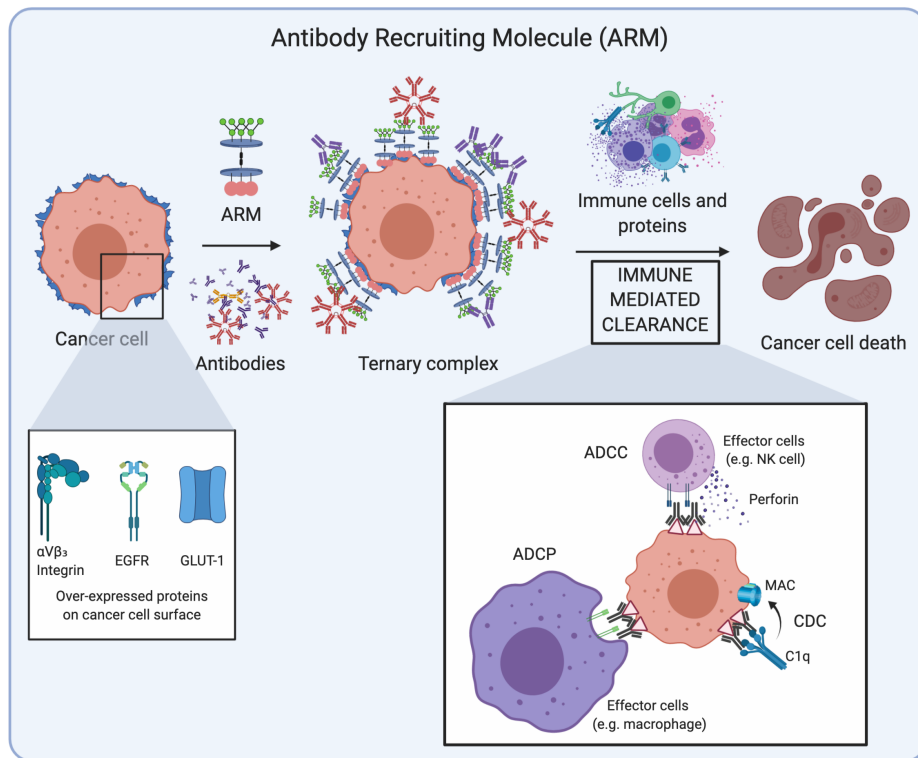 Antibody Recruiting Molecule (ARM)
ARM
Cancer cell
Antibodies
Ternary complex
Immune cells and
proteins
IMMUNE
MEDIATED
CLEARANCE
Cancer cell death
αVβ₃
Integrin
EGFR
GLUT-1
Over-expressed proteins
on cancer cell surface
ADCC
Effector cells
(e.g. NK cell)
Perforin
ADCP
MAC
CDC
C1q
Effector cells
(e.g. macrophage)